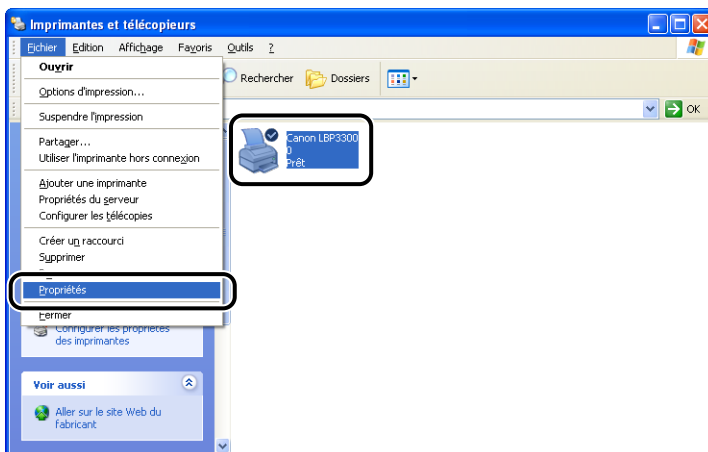 Imprimantes et télécopieurs
Fichier Edition Affichage Favoris Outils ?
Ouvrir
Options d'impression...
Suspendre l'impression
Partager...
Utiliser l'imprimante hors connexion
Ajouter une imprimante
Propriétés du serveur
Configurer les télécopies
Créer un raccourci
Supprimer
Propriétés
Fermer
Rechercher Dossiers
OK
Canon LBP3300
0
Prêt
Configurer les propriétés
des imprimantes
Voir aussi
Aller sur le site Web du
fabricant